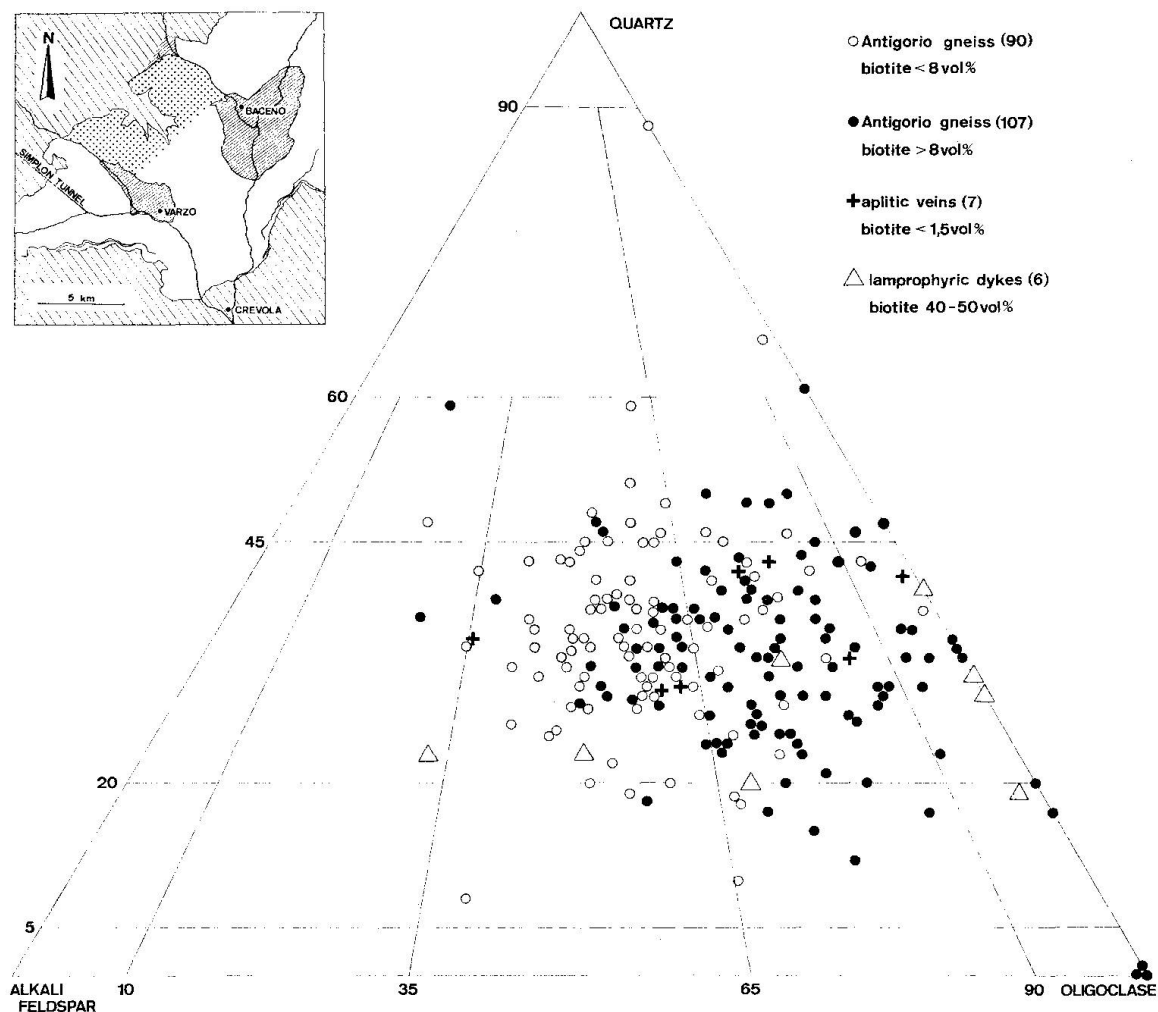 N
BACENO
SIMPLON TUNNEL
VARZO
5 km
CREVOLA
QUARTZ
○ Antigorio gneiss (90)
biotite < 8 vol%
● Antigorio gneiss (107)
biotite > 8 vol%
+ aplitic veins (7)
biotite < 1,5 vol%
△ lamprophyric dykes (6)
biotite 40-50 vol%
90
60
45
20
5
ALKALI FELDSPAR
10
35
65
90
OLIGOCLASE